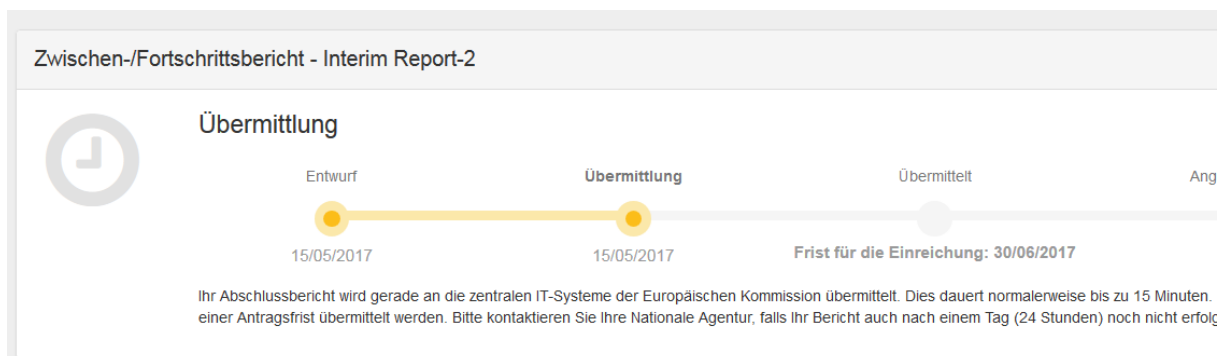 Zwischen-/Fortschrittsbericht - Interim Report-2
Übermittlung
Entwurf Übermittlung Übermittelt
15/05/2017 15/05/2017 Frist für die Einreichung: 30/06/2017
Ihr Abschlussbericht wird gerade an die zentralen IT-Systeme der Europäischen Kommission übermittelt. Dies dauert normalerweise bis zu 15 Minuten.
einer Antragsfrist übermittelt werden. Bitte kontaktieren Sie Ihre Nationale Agentur, falls Ihr Bericht auch nach einem Tag (24 Stunden) noch nicht